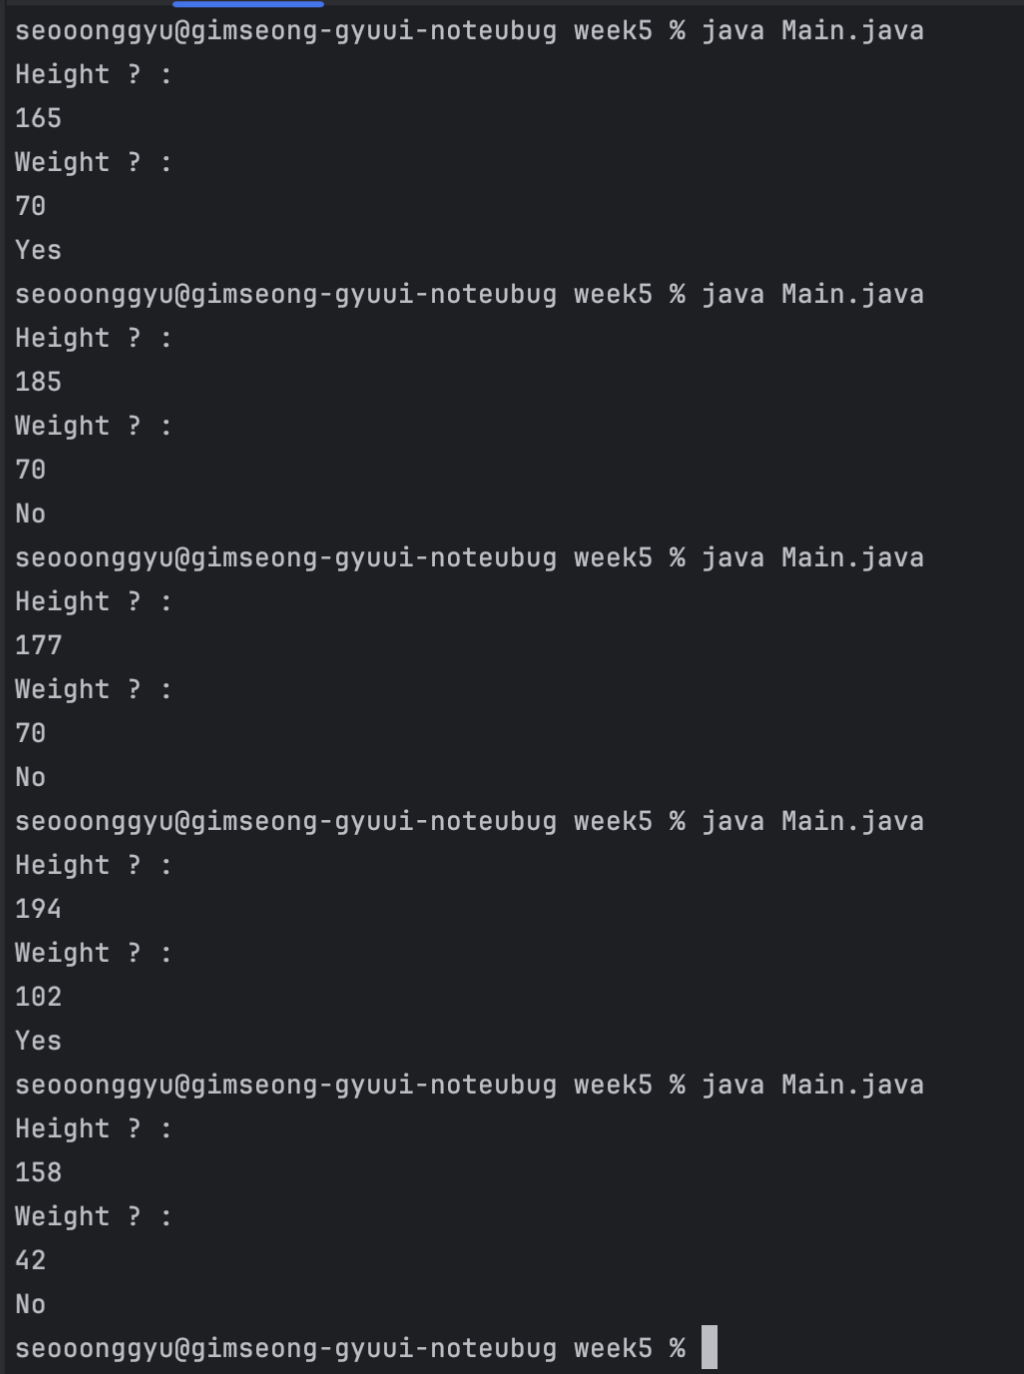 seooonggyu@gimseong-gyuui-noteubug week5 % java Main.java
Height ? :
165
Weight ? :
70
Yes
seooonggyu@gimseong-gyuui-noteubug week5 % java Main.java
Height ? :
185
Weight ? :
70
No
seooonggyu@gimseong-gyuui-noteubug week5 % java Main.java
Height ? :
177
Weight ? :
70
No
seooonggyu@gimseong-gyuui-noteubug week5 % java Main.java
Height ? :
194
Weight ? :
102
Yes
seooonggyu@gimseong-gyuui-noteubug week5 % java Main.java
Height ? :
158
Weight ? :
42
No
seooonggyu@gimseong-gyuui-noteubug week5 %